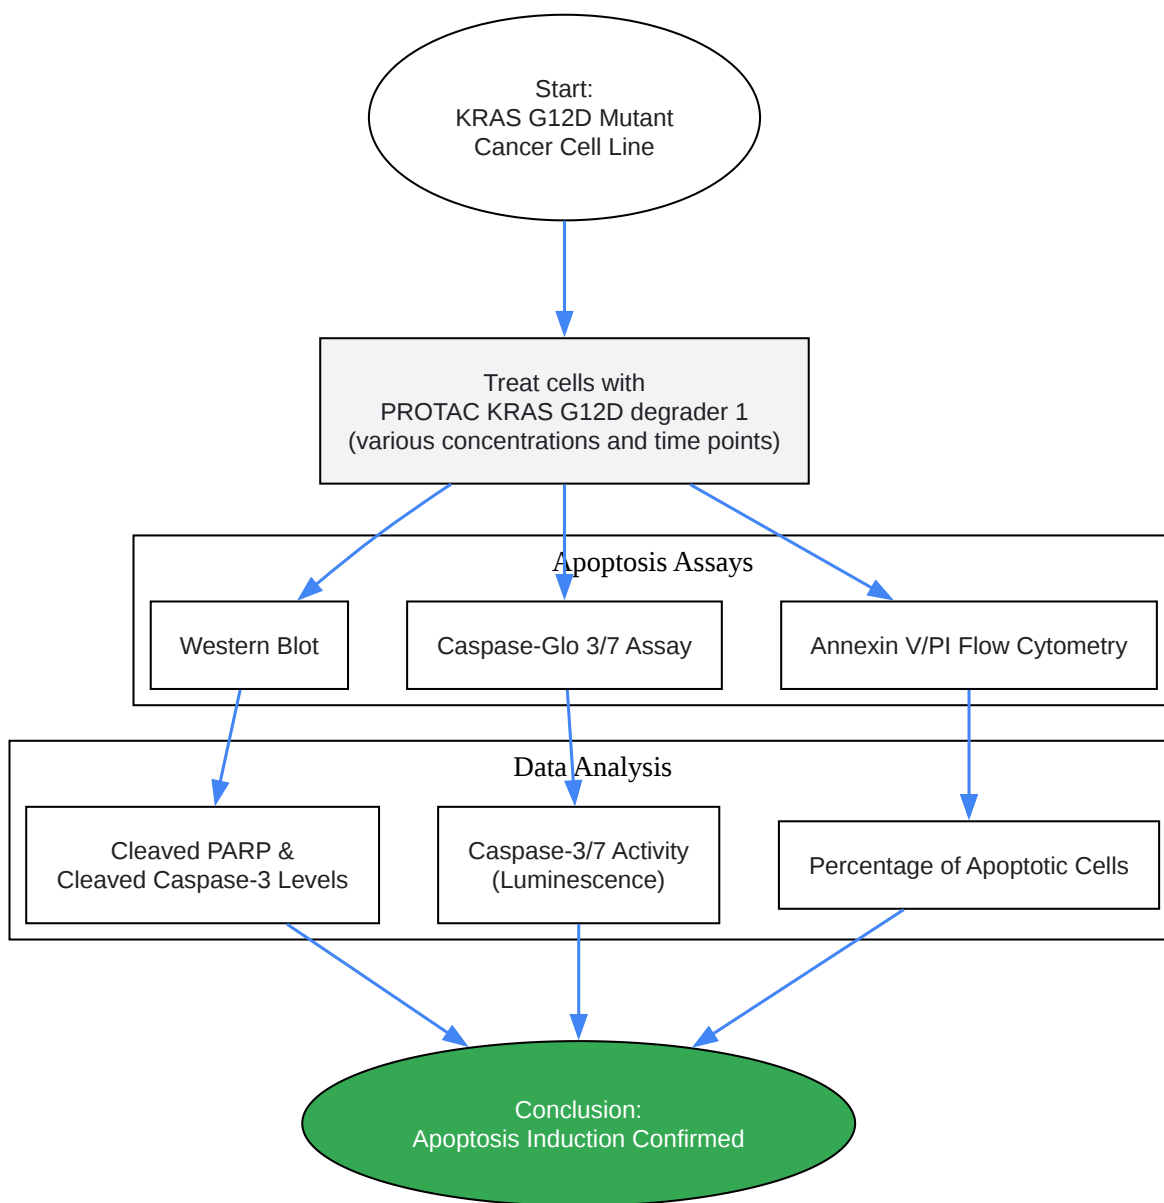 Start:
KRAS G12D Mutant
Cancer Cell Line
Treat cells with
PROTAC KRAS G12D degrader 1
(various concentrations and time points)
Apoptosis Assays
Western Blot
Caspase-Glo 3/7 Assay
Annexin V/PI Flow Cytometry
Data Analysis
Cleaved PARP &
Cleaved Caspase-3 Levels
Caspase-3/7 Activity
(Luminescence)
Percentage of Apoptotic Cells
Conclusion:
Apoptosis Induction Confirmed